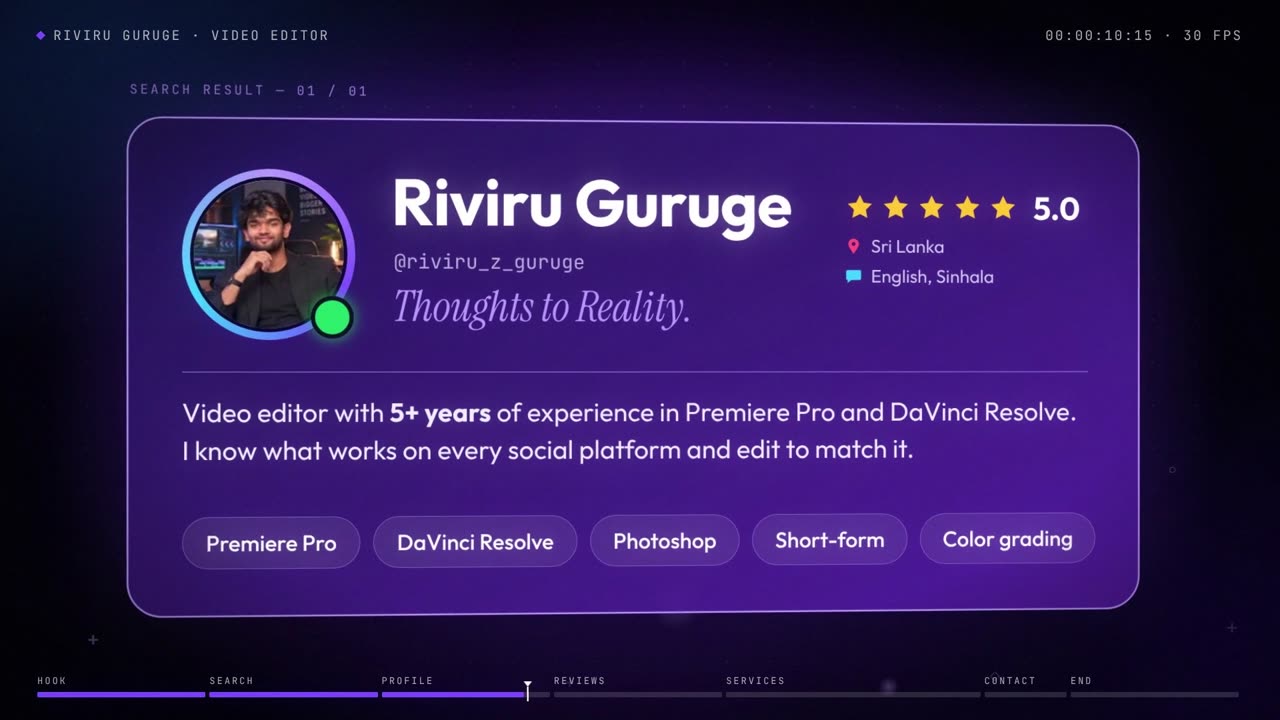 RIVIRU GURUGE · VIDEO EDITOR
00:00:10:15 · 30 FPS
SEARCH RESULT — 01 / 01
Riviru Guruge
@riviru_z_guruge
Thoughts to Reality.
5.0
Sri Lanka
English, Sinhala
Video editor with 5+ years of experience in Premiere Pro and DaVinci Resolve.
I know what works on every social platform and edit to match it.
Premiere Pro
DaVinci Resolve
Photoshop
Short-form
Color grading
HOOK
SEARCH
PROFILE
REVIEWS
SERVICES
CONTACT
END